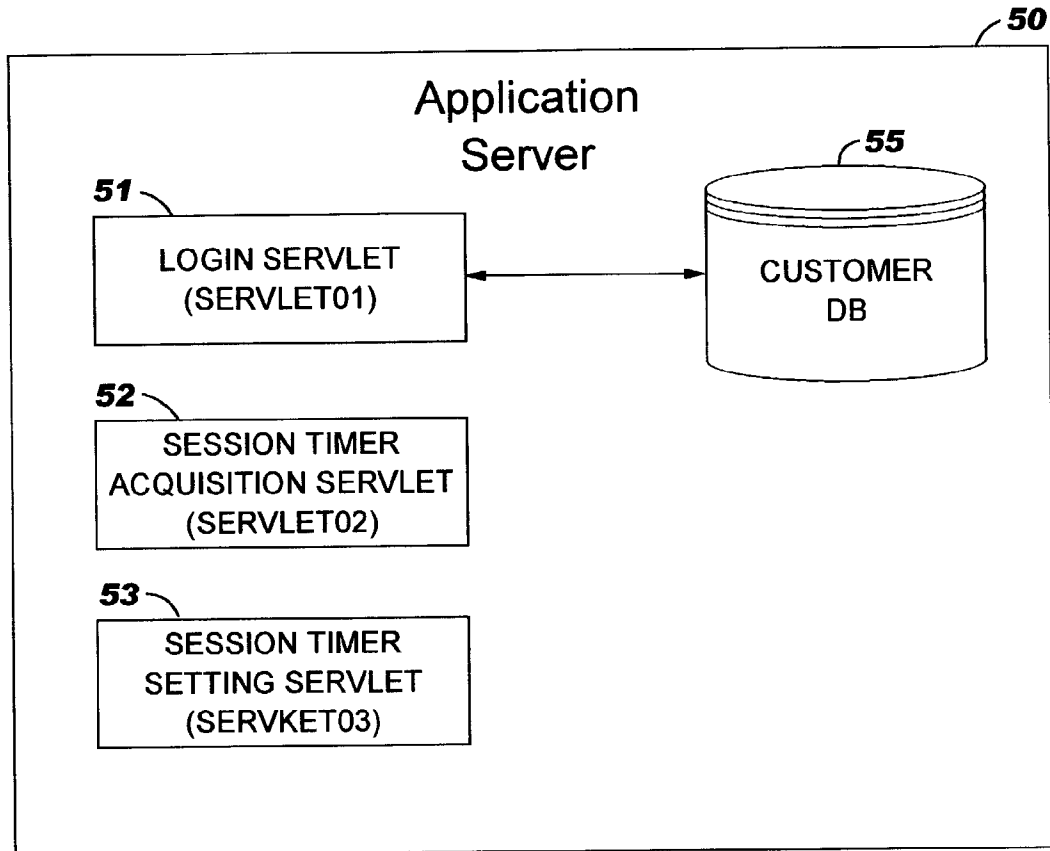 50
Application
Server
55
51
LOGIN SERVLET
(SERVLET01)
CUSTOMER
DB
52
SESSION TIMER
ACQUISITION SERVLET
(SERVLET02)
53
SESSION TIMER
SETTING SERVLET
(SERVKET03)